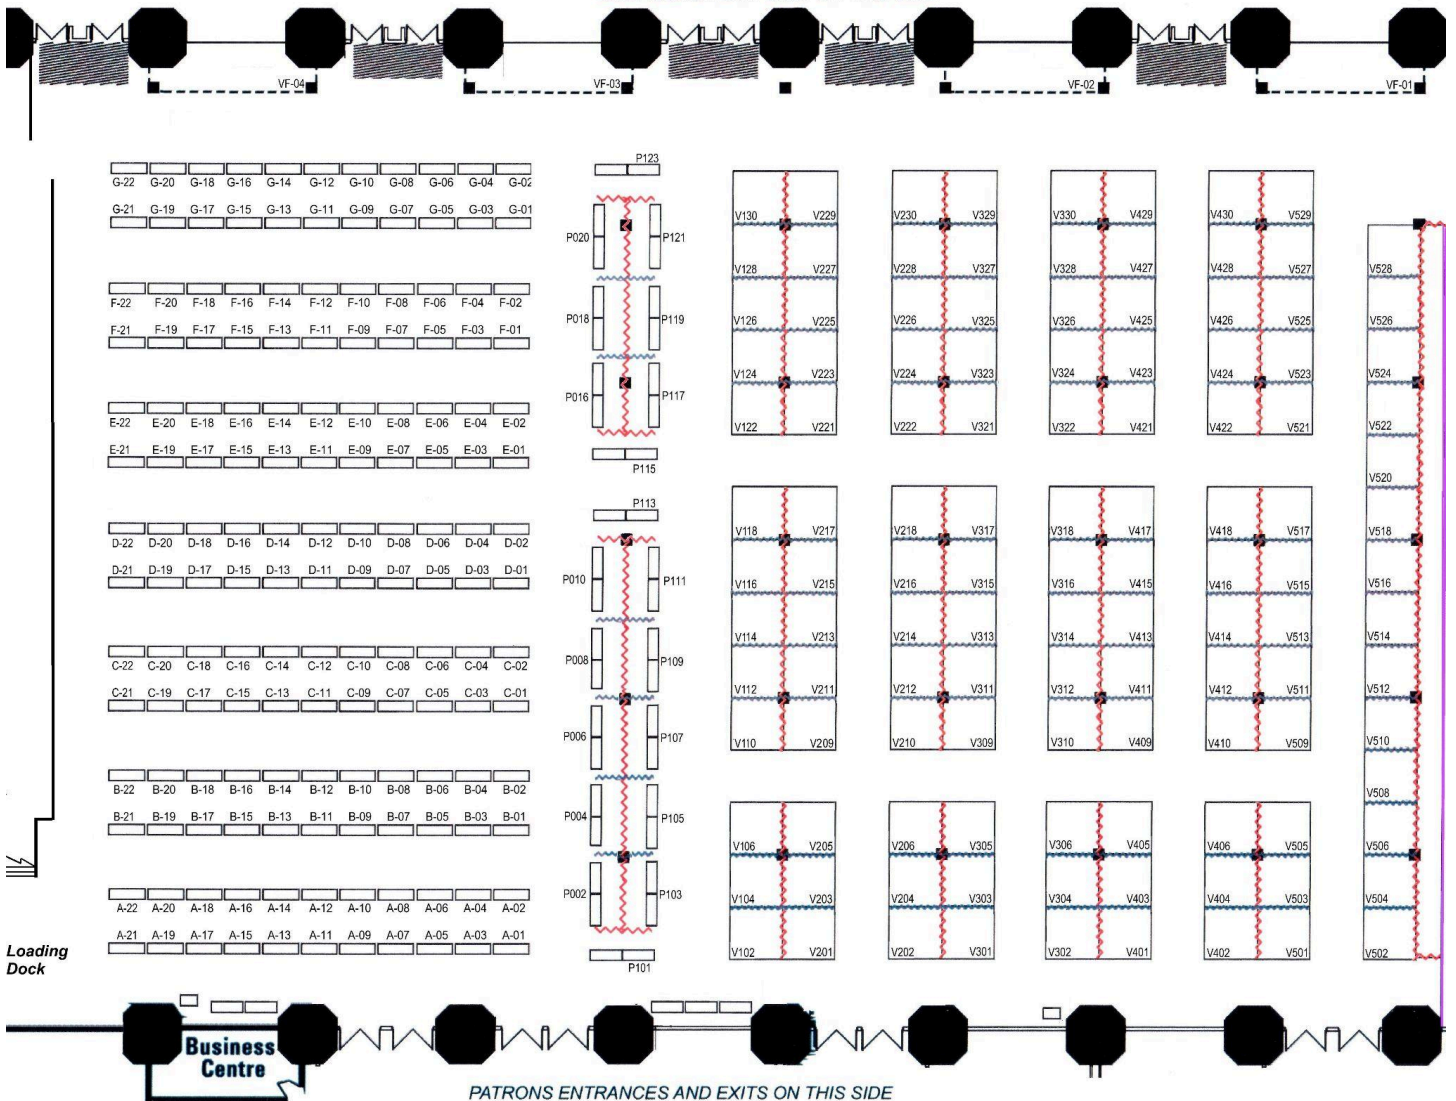 VF-04 VF-03 VF-02 VF-01
P123
G-22 G-20 G-18 G-16 G-14 G-12 G-10 G-08 G-06 G-04 G-02
G-21 G-19 G-17 G-15 G-13 G-11 G-09 G-07 G-05 G-03 G-01
V130 V229 V230 V329 V330 V429 V430 V529
P020 P121
V128 V227 V228 V327 V328 V427 V428 V527 V528
F-22 F-20 F-18 F-16 F-14 F-12 F-10 F-08 F-06 F-04 F-02
P018 P119
V126 V225 V226 V325 V326 V425 V426 V525 V526
F-21 F-19 F-17 F-15 F-13 F-11 F-09 F-07 F-05 F-03 F-01
V124 V223 V224 V323 V324 V423 V424 V523 V524
P016 P117
E-22 E-20 E-18 E-16 E-14 E-12 E-10 E-08 E-06 E-04 E-02
V122 V221 V222 V321 V322 V421 V422 V521 V522
E-21 E-19 E-17 E-15 E-13 E-11 E-09 E-07 E-05 E-03 E-01
P115
V520
P113
V118 V217 V218 V317 V318 V417 V418 V517 V518
D-22 D-20 D-18 D-16 D-14 D-12 D-10 D-08 D-06 D-04 D-02
D-21 D-19 D-17 D-15 D-13 D-11 D-09 D-07 D-05 D-03 D-01
P010 P111
V116 V215 V216 V315 V316 V415 V416 V515 V516
V114 V213 V214 V313 V314 V413 V414 V513 V514
P008 P109
C-22 C-20 C-18 C-16 C-14 C-12 C-10 C-08 C-06 C-04 C-02
C-21 C-19 C-17 C-15 C-13 C-11 C-09 C-07 C-05 C-03 C-01
V112 V211 V212 V311 V312 V411 V412 V511 V512
P006 P107
V110 V209 V210 V309 V310 V409 V410 V509 V510
B-22 B-20 B-18 B-16 B-14 B-12 B-10 B-08 B-06 B-04 B-02
V508
B-21 B-19 B-17 B-15 B-13 B-11 B-09 B-07 B-05 B-03 B-01
P004 P105
V106 V205 V206 V305 V306 V405 V406 V505 V506
P002 P103
V104 V203 V204 V303 V304 V403 V404 V503 V504
A-22 A-20 A-18 A-16 A-14 A-12 A-10 A-08 A-06 A-04 A-02
A-21 A-19 A-17 A-15 A-13 A-11 A-09 A-07 A-05 A-03 A-01
V102 V201 V202 V301 V302 V401 V402 V501 V502
P101
Loading
Dock
Business
Centre
PATRONS ENTRANCES AND EXITS ON THIS SIDE